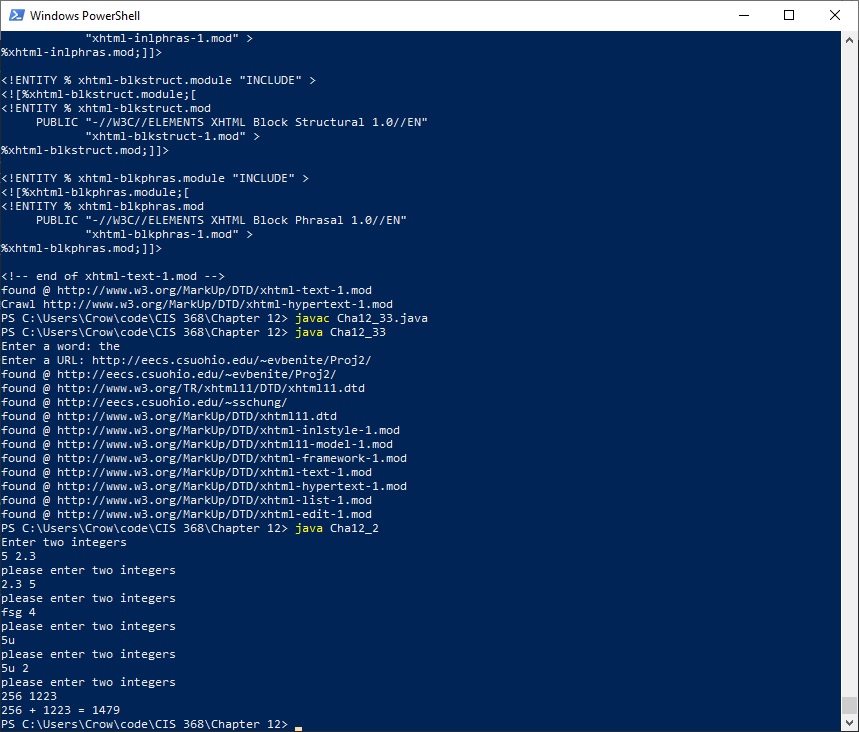 Windows PowerShell
"xhtml-inlphras-1.mod" >
%xhtml-inlphras.mod;]]>
<!ENTITY % xhtml-blkstruct.module "INCLUDE" >
<![%xhtml-blkstruct.module;[
<!ENTITY % xhtml-blkstruct.mod
PUBLIC "-//W3C//ELEMENTS XHTML Block Structural 1.0//EN"
"xhtml-blkstruct-1.mod" >
%xhtml-blkstruct.mod;]]>
<!ENTITY % xhtml-blkphras.module "INCLUDE" >
<![%xhtml-blkphras.module;[
<!ENTITY % xhtml-blkphras.mod
PUBLIC "-//W3C//ELEMENTS XHTML Block Phrasal 1.0//EN"
"xhtml-blkphras-1.mod" >
%xhtml-blkphras.mod;]]>
<!-- end of xhtml-text-1.mod -->
found @ http://www.w3.org/MarkUp/DTD/xhtml-text-1.mod
Crawl http://www.w3.org/MarkUp/DTD/xhtml-hypertext-1.mod
PS C:\Users\Crow\code\CIS 368\Chapter 12> javac Cha12_33.java
PS C:\Users\Crow\code\CIS 368\Chapter 12> java Cha12_33
Enter a word: the
Enter a URL: http://eecs.csuohio.edu/~evbenite/Proj2/
found @ http://eecs.csuohio.edu/~evbenite/Proj2/
found @ http://www.w3.org/TR/xhtml11/DTD/xhtml11.dtd
found @ http://eecs.csuohio.edu/~sschung/
found @ http://www.w3.org/MarkUp/DTD/xhtml11.dtd
found @ http://www.w3.org/MarkUp/DTD/xhtml-inlstyle-1.mod
found @ http://www.w3.org/MarkUp/DTD/xhtml11-model-1.mod
found @ http://www.w3.org/MarkUp/DTD/xhtml-framework-1.mod
found @ http://www.w3.org/MarkUp/DTD/xhtml-text-1.mod
found @ http://www.w3.org/MarkUp/DTD/xhtml-hypertext-1.mod
found @ http://www.w3.org/MarkUp/DTD/xhtml-list-1.mod
found @ http://www.w3.org/MarkUp/DTD/xhtml-edit-1.mod
PS C:\Users\Crow\code\CIS 368\Chapter 12> java Cha12_2
Enter two integers
5 2.3
please enter two integers
2.3 5
please enter two integers
fsg 4
please enter two integers
5u
please enter two integers
5u 2
please enter two integers
256 1223
256 + 1223 = 1479
PS C:\Users\Crow\code\CIS 368\Chapter 12>